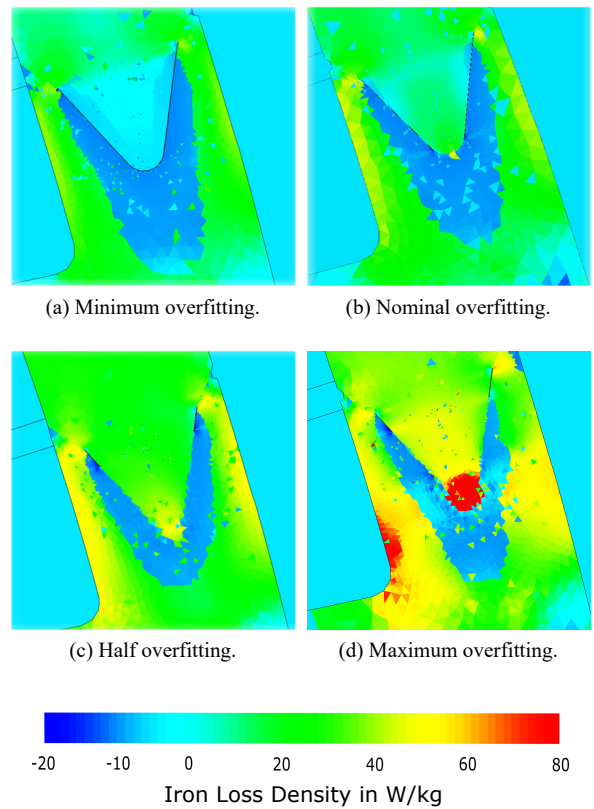 (a) Minimum overfitting.
(b) Nominal overfitting.
(c) Half overfitting.
(d) Maximum overfitting.
-20 -10 0 20 40 60 80
Iron Loss Density in W/kg